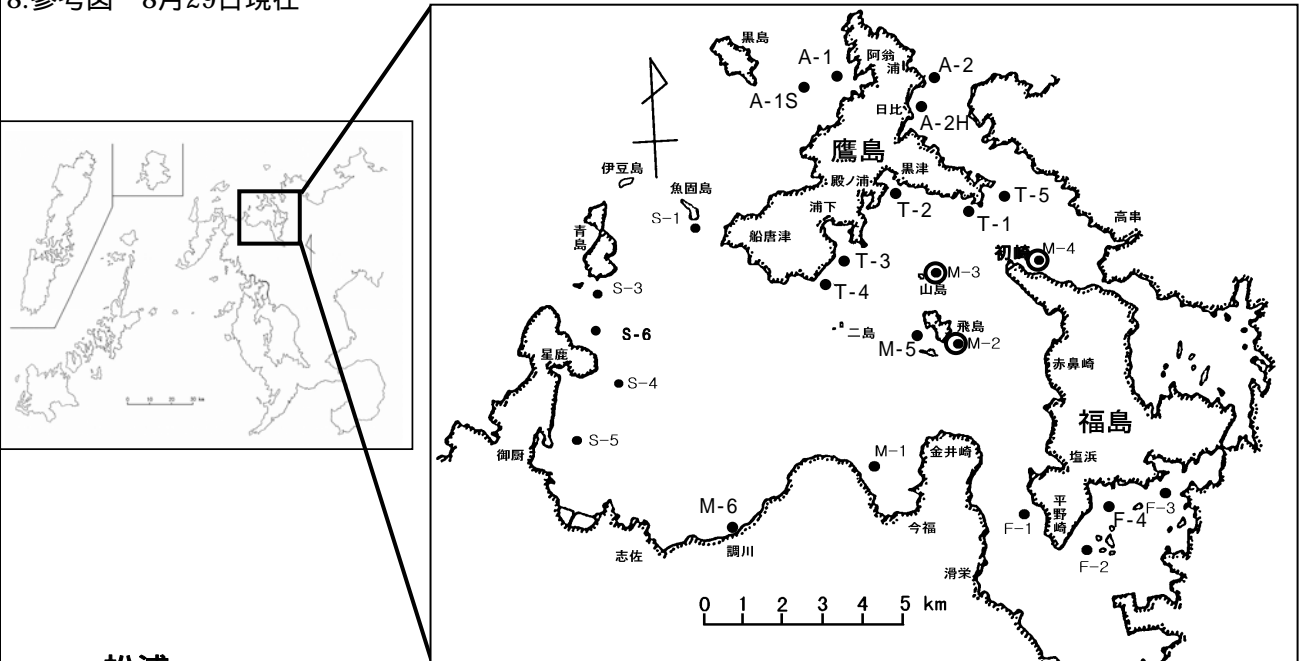 8.参考図　8月29日現在
黒島
阿翁
浦
A-1
A-2
A-1S
日比
A-2H
鷹島
黒津
伊豆島
殿ノ浦
魚固島
T-5
S-1
浦下
T-2
T-1
高串
青
島
船唐津
初崎
M-4
T-3
M-3
山島
S-3
T-4
二島
飛島
S-6
M-5
M-2
星鹿
赤鼻崎
S-4
福島
S-5
御厨
M-1
金井崎
塩浜
M-6
平
野
崎
F-3
F-4
F-1
今福
志佐
調川
F-2
滑栄
0 1 2 3 4 5 km